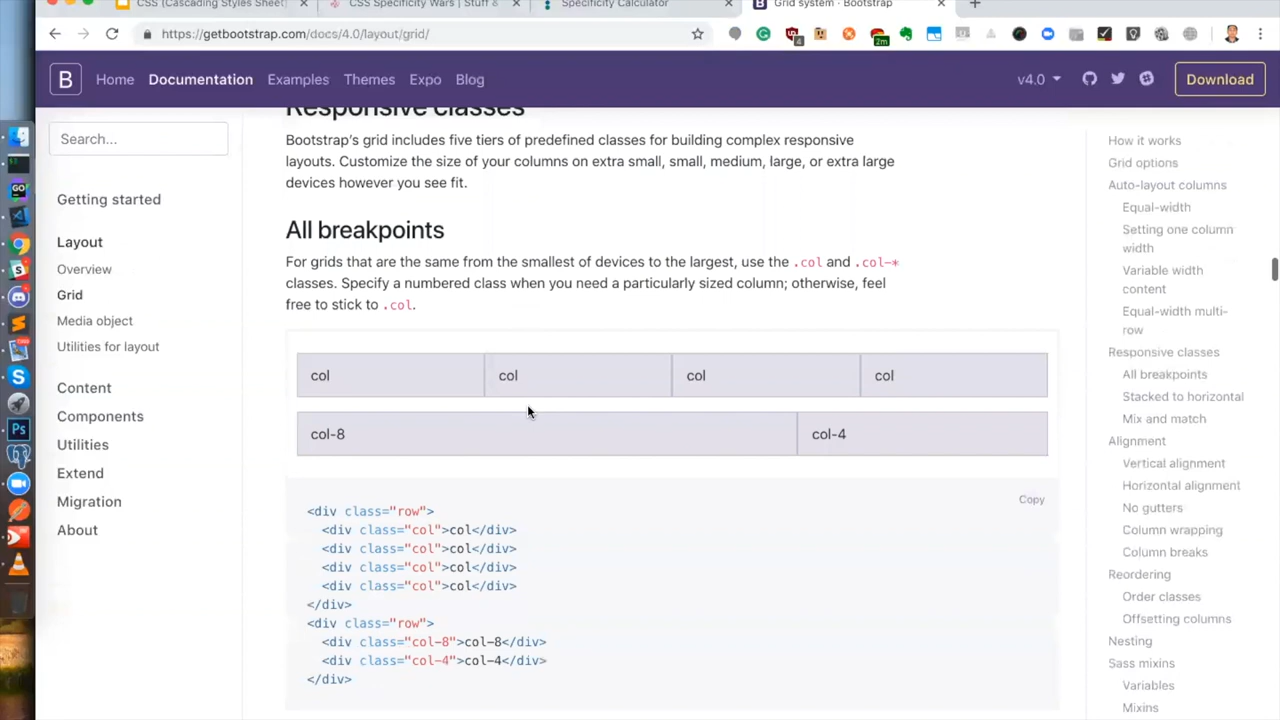 CSS (Cascading Styles Sheet)
CSS Specificity Wars | Stuff &
Specificity Calculator
Grid system · Bootstrap
https://getbootstrap.com/docs/4.0/layout/grid/
4
2m
B
Home
Documentation
Examples
Themes
Expo
Blog
v4.0
Download
Search...
Getting started
Layout
Overview
Grid
Media object
Utilities for layout
Content
Components
Utilities
Extend
Migration
About
Responsive classes
Bootstrap's grid includes five tiers of predefined classes for building complex responsive
layouts. Customize the size of your columns on extra small, small, medium, large, or extra large
devices however you see fit.
All breakpoints
For grids that are the same from the smallest of devices to the largest, use the .col and .col-*
classes. Specify a numbered class when you need a particularly sized column; otherwise, feel
free to stick to .col.
col
col
col
col
col-8
col-4
Copy
<div class="row">
<div class="col">col</div>
<div class="col">col</div>
<div class="col">col</div>
<div class="col">col</div>
</div>
<div class="row">
<div class="col-8">col-8</div>
<div class="col-4">col-4</div>
</div>
How it works
Grid options
Auto-layout columns
Equal-width
Setting one column
width
Variable width
content
Equal-width multi-
row
Responsive classes
All breakpoints
Stacked to horizontal
Mix and match
Alignment
Vertical alignment
Horizontal alignment
No gutters
Column wrapping
Column breaks
Reordering
Order classes
Offsetting columns
Nesting
Sass mixins
Variables
Mixins
GO
S
Ps